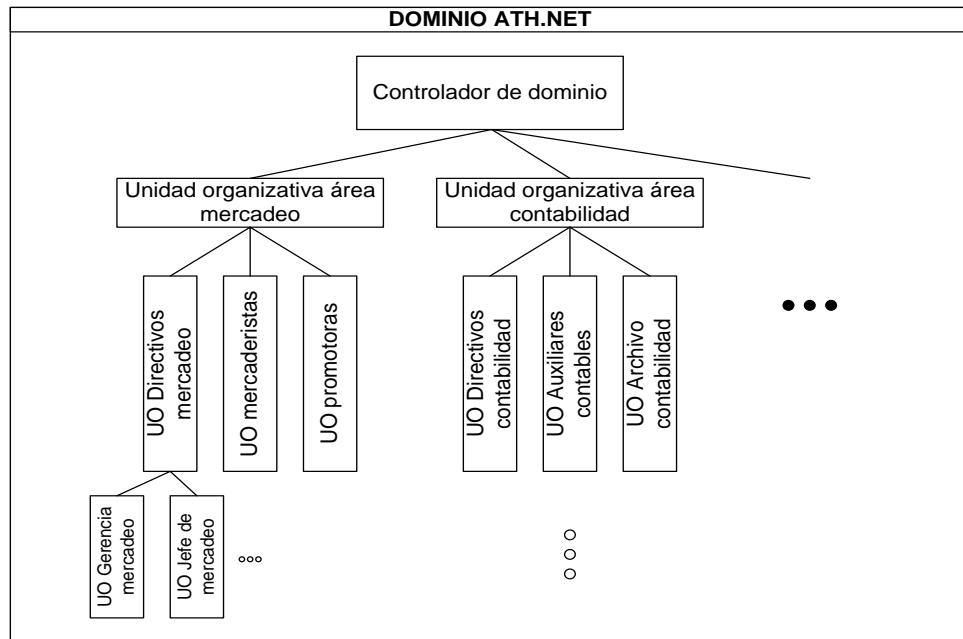 DOMINIO ATH.NET
Controlador de dominio
Unidad organizativa área
mercadeo
Unidad organizativa área
contabilidad
UO Directivos
mercadeo
UO mercaderistas
UO promotoras
UO Directivos
contabilidad
UO Auxiliares
contables
UO Archivo
contabilidad
UO Gerencia
mercadeo
UO Jefe de
mercadeo